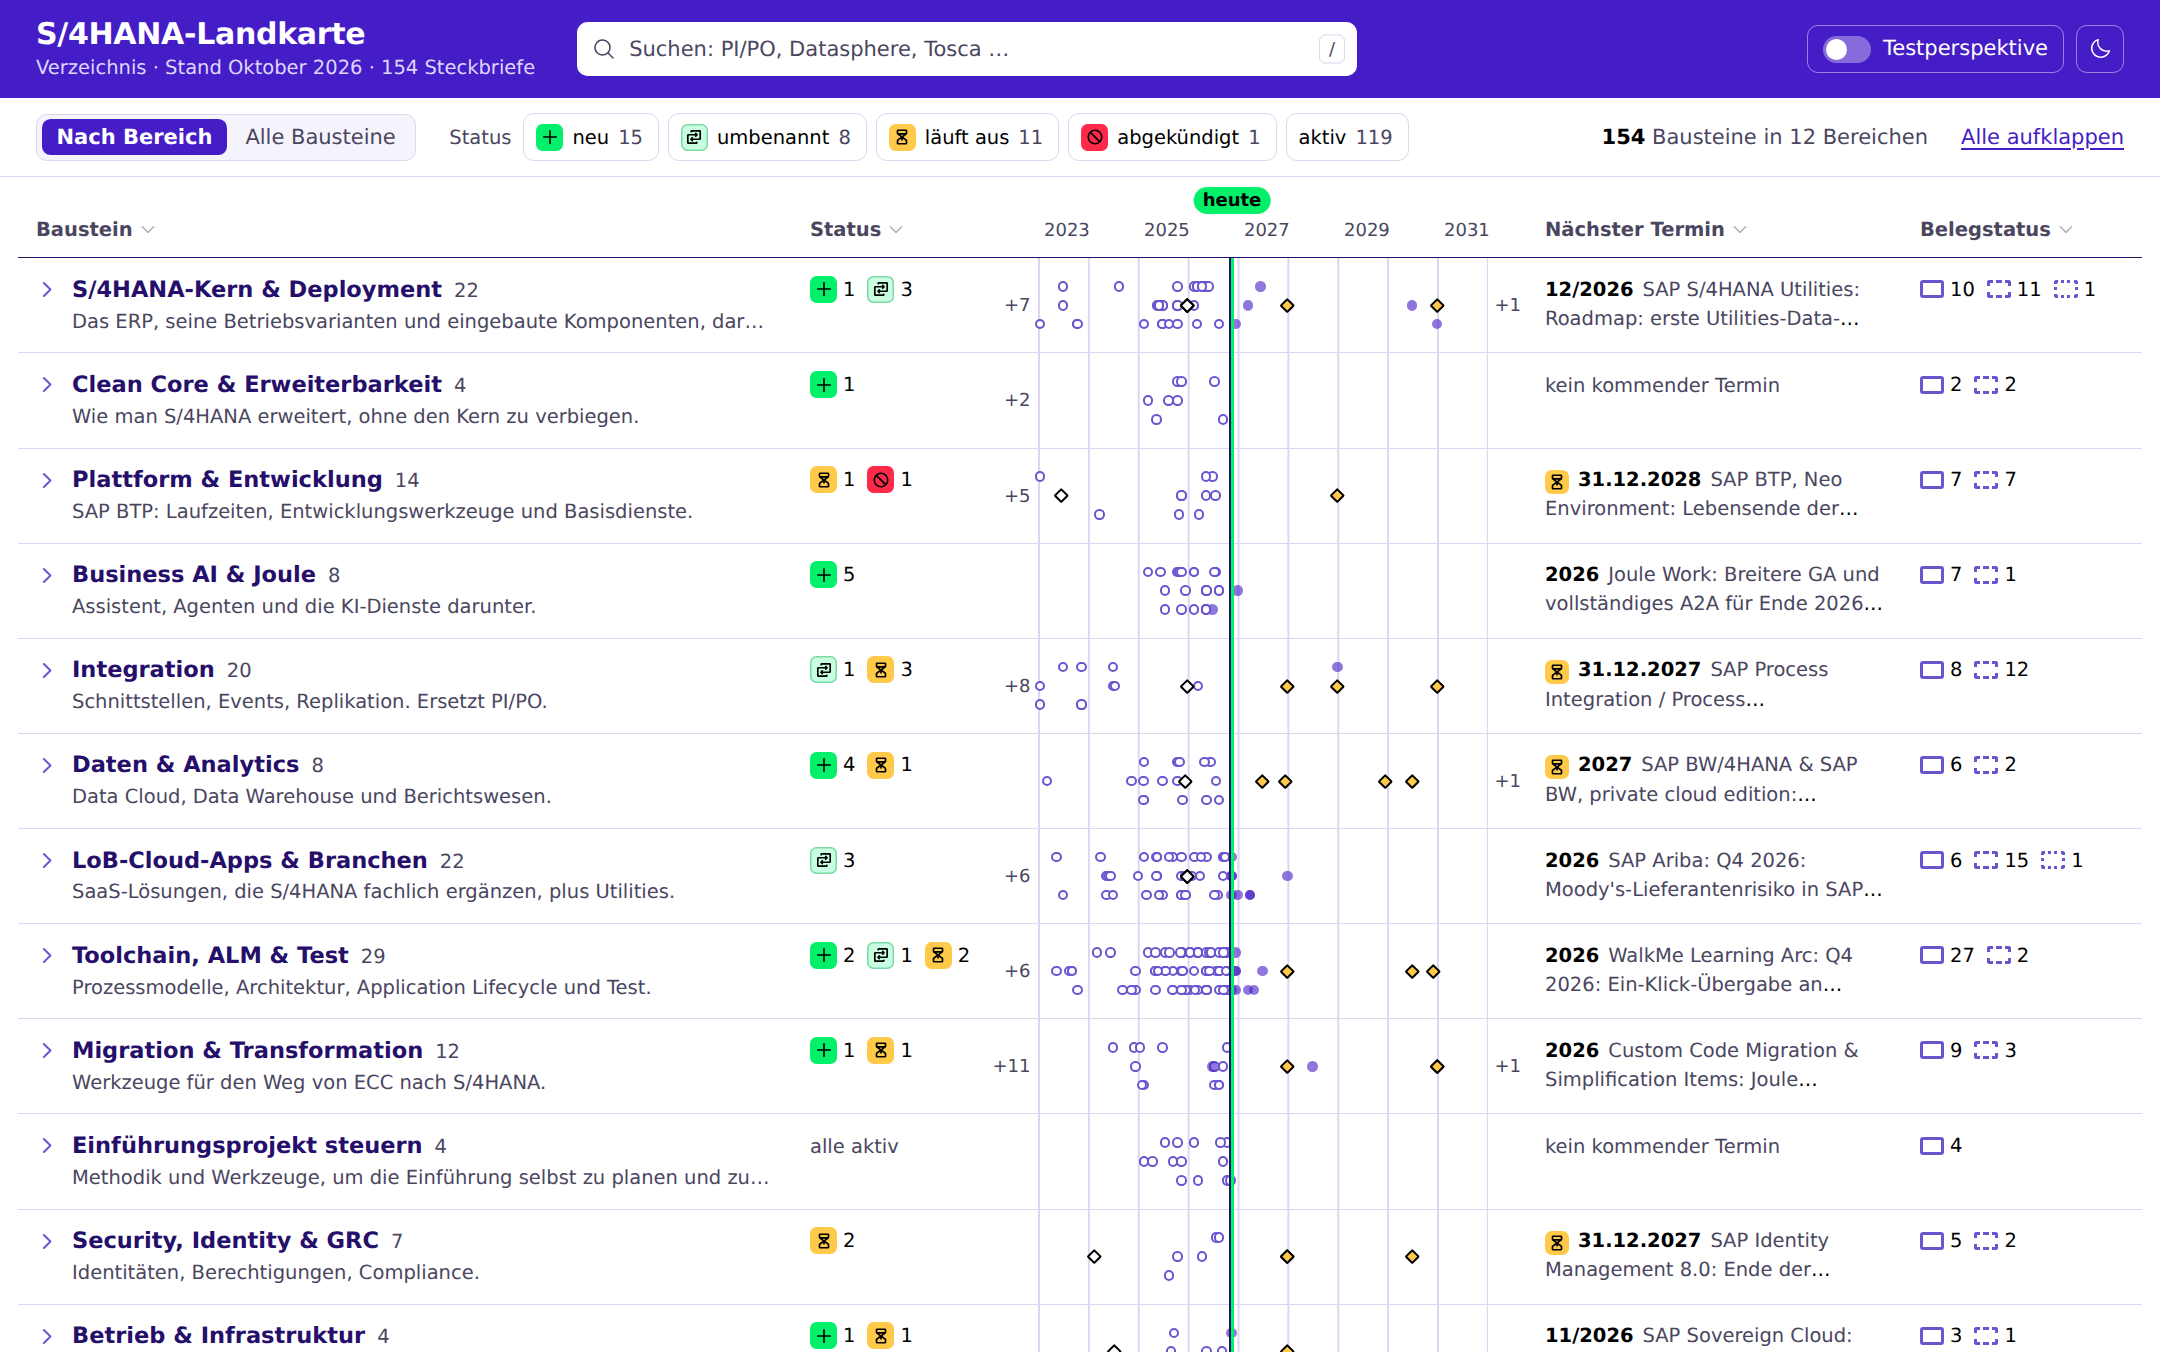 S/4HANA-Landkarte
Verzeichnis · Stand Oktober 2026 · 154 Steckbriefe
Suchen: PI/PO, Datasphere, Tosca …
/
Testperspektive
Nach Bereich
Alle Bausteine
Status
neu 15
umbenannt 8
läuft aus 11
abgekündigt 1
aktiv 119
154 Bausteine in 12 Bereichen
Alle aufklappen
heute
Baustein
Status
2023 2025 2027 2029 2031
Nächster Termin
Belegstatus
S/4HANA-Kern & Deployment 22
Das ERP, seine Betriebsvarianten und eingebaute Komponenten, dar…
1 3
+7
+1
12/2026 SAP S/4HANA Utilities:
Roadmap: erste Utilities-Data-…
10 11 1
Clean Core & Erweiterbarkeit 4
Wie man S/4HANA erweitert, ohne den Kern zu verbiegen.
1
+2
kein kommender Termin
2 2
Plattform & Entwicklung 14
SAP BTP: Laufzeiten, Entwicklungswerkzeuge und Basisdienste.
1 1
+5
31.12.2028 SAP BTP, Neo
Environment: Lebensende der…
7 7
Business AI & Joule 8
Assistent, Agenten und die KI-Dienste darunter.
5
2026 Joule Work: Breitere GA und
vollständiges A2A für Ende 2026…
7 1
Integration 20
Schnittstellen, Events, Replikation. Ersetzt PI/PO.
1 3
+8
31.12.2027 SAP Process
Integration / Process…
8 12
Daten & Analytics 8
Data Cloud, Data Warehouse und Berichtswesen.
4 1
+1
2027 SAP BW/4HANA & SAP
BW, private cloud edition:…
6 2
LoB-Cloud-Apps & Branchen 22
SaaS-Lösungen, die S/4HANA fachlich ergänzen, plus Utilities.
3
+6
2026 SAP Ariba: Q4 2026:
Moody's-Lieferantenrisiko in SAP…
6 15 1
Toolchain, ALM & Test 29
Prozessmodelle, Architektur, Application Lifecycle und Test.
2 1 2
+6
2026 WalkMe Learning Arc: Q4
2026: Ein-Klick-Übergabe an…
27 2
Migration & Transformation 12
Werkzeuge für den Weg von ECC nach S/4HANA.
1 1
+11
+1
2026 Custom Code Migration &
Simplification Items: Joule…
9 3
Einführungsprojekt steuern 4
Methodik und Werkzeuge, um die Einführung selbst zu planen und zu…
alle aktiv
kein kommender Termin
4
Security, Identity & GRC 7
Identitäten, Berechtigungen, Compliance.
2
31.12.2027 SAP Identity
Management 8.0: Ende der…
5 2
Betrieb & Infrastruktur 4
1 1
11/2026 SAP Sovereign Cloud:
3 1